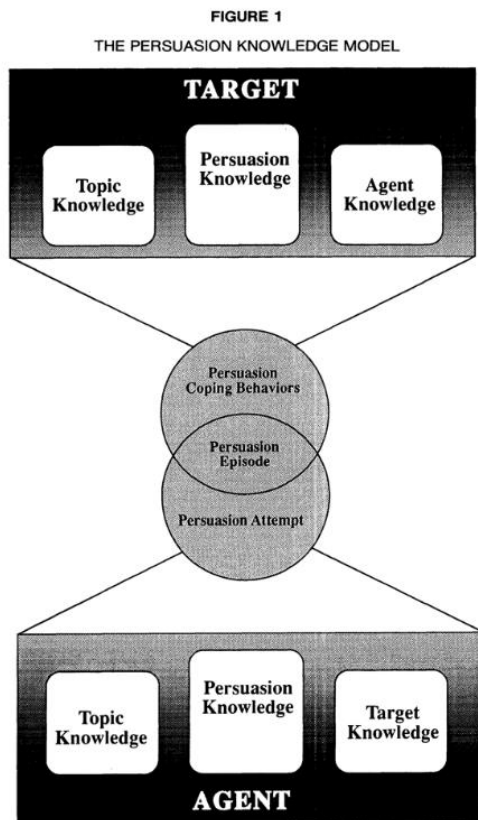 FIGURE 1
THE PERSUASION KNOWLEDGE MODEL
TARGET
Topic
Knowledge
Persuasion
Knowledge
Agent
Knowledge
Persuasion
Coping Behaviors
Persuasion
Episode
Persuasion Attempt
Topic
Knowledge
Persuasion
Knowledge
Target
Knowledge
AGENT